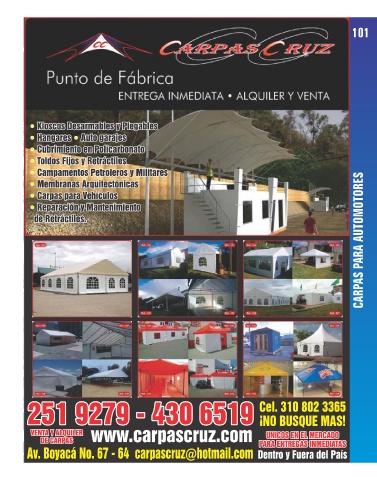 101
CC
CARPAS CRUZ
Punto de Fábrica
ENTREGA INMEDIATA • ALQUILER Y VENTA
• Kioscos Desarmables y Plegables
• Hangares • Auto garajes
• Cubrimiento en Policarbonato
• Toldos Fijos y Retráctiles
• Campamentos Petroleros y Militares
• Membranas Arquitectónicas
• Carpas para Vehículos
• Reparación y Mantenimiento
de Retráctiles.
CARPAS PARA AUTOMOTORES
251 9279 - 430 6519
Cel. 310 802 3365
¡NO BUSQUE MAS!
VENTA Y ALQUILER
DE CARPAS
www.carpascruz.com
UNICOS EN EL MERCADO
PARA ENTREGAS INMEDIATAS
Av. Boyacá No. 67 - 64 carpascruz@hotmail.com
Dentro y Fuera del País